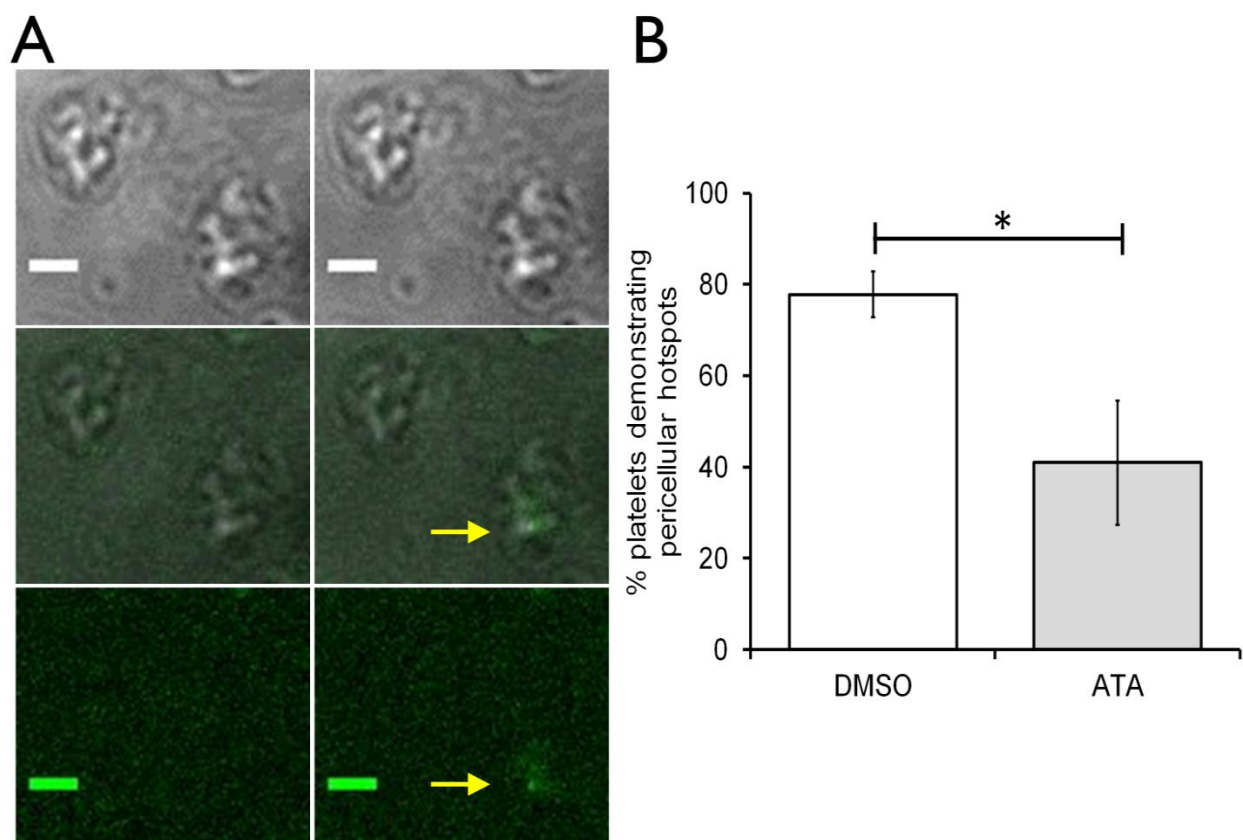 A
B
% platelets demonstrating
pericellular hotspots
100
80
60
40
20
0
*
DMSO
ATA